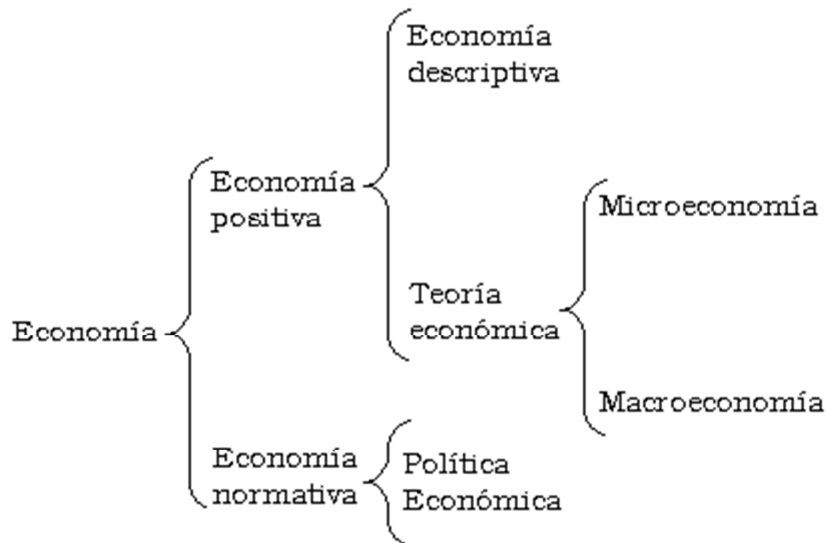 Economía
descriptiva
Economía
positiva
Microeconomía
Teoría
económica
Economía
Macroeconomía
Economía
normativa
Política
Económica